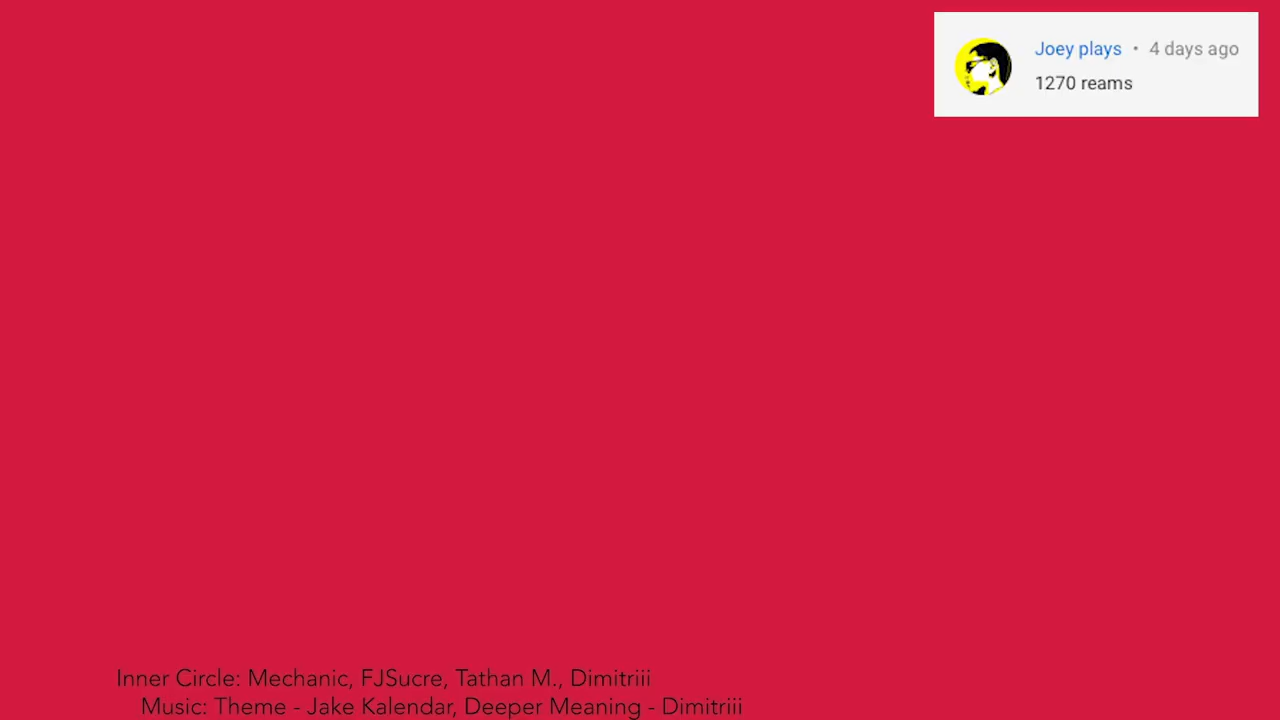 Joey plays • 4 days ago
1270 reams
Inner Circle: Mechanic, FJSucre, Tathan M., Dimitriii
Music: Theme - Jake Kalendar, Deeper Meaning - Dimitriii